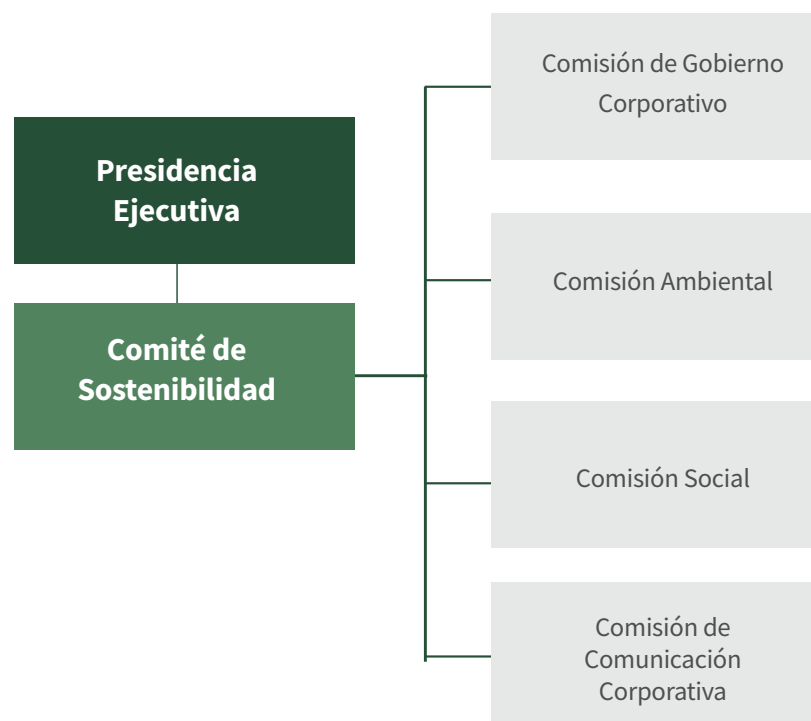 Presidencia
Ejecutiva
Comité de
Sostenibilidad
Comisión de Gobierno
Corporativo
Comisión Ambiental
Comisión Social
Comisión de
Comunicación
Corporativa